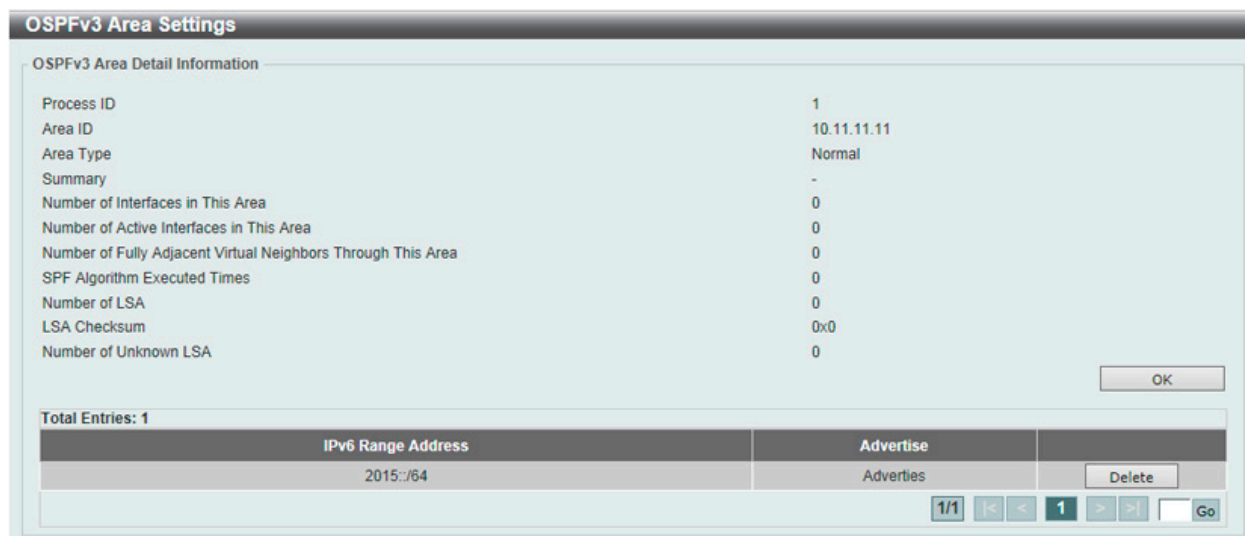 OSPFv3 Area Settings
OSPFv3 Area Detail Information
Process ID 1
Area ID 10.11.11.11
Area Type Normal
Summary -
Number of Interfaces in This Area 0
Number of Active Interfaces in This Area 0
Number of Fully Adjacent Virtual Neighbors Through This Area 0
SPF Algorithm Executed Times 0
Number of LSA 0
LSA Checksum 0x0
Number of Unknown LSA 0
OK
Total Entries: 1
IPv6 Range Address Advertise
2015::/64 Adverties Delete
1/1 |< < 1 > >| Go